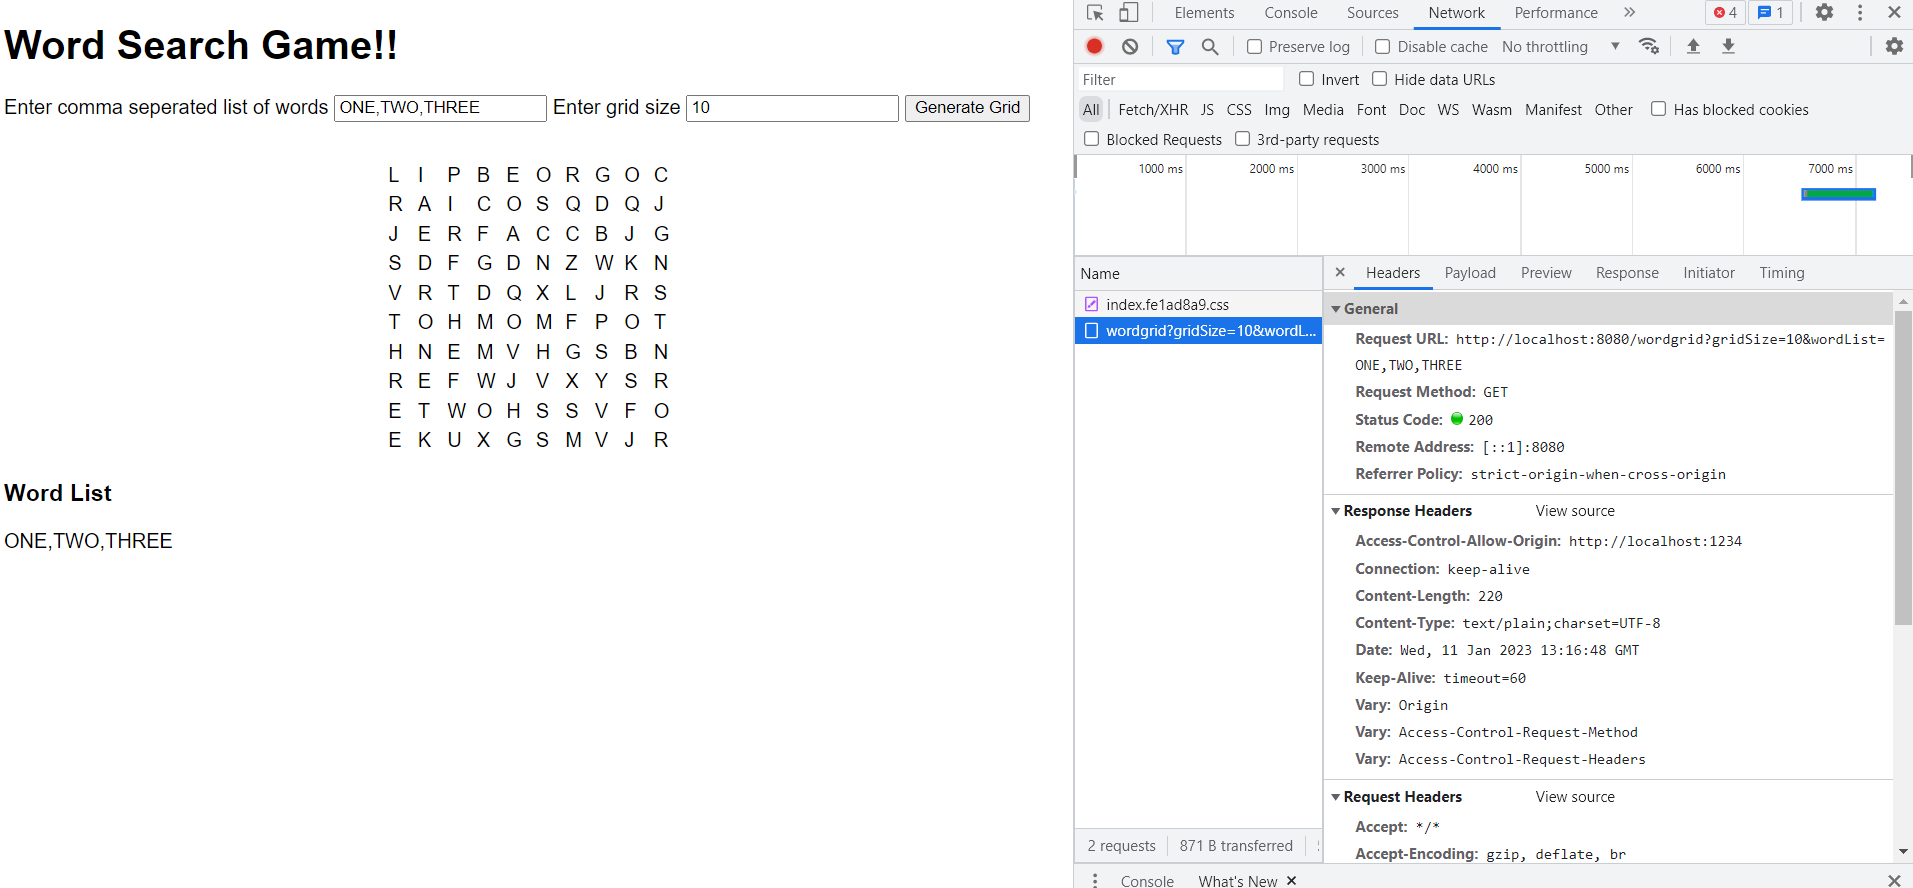 Word Search Game!!
Enter comma seperated list of words ONE,TWO,THREE Enter grid size 10 Generate Grid
L I P B E O R G O C
R A I C O S Q D Q J
J E R F A C C B J G
S D F G D N Z W K N
V R T D Q X L J R S
T O H M O M F P O T
H N E M V H G S B N
R E F W J V X Y S R
E T W O H S S V F O
E K U X G S M V J R
Word List
ONE,TWO,THREE
Elements Console Sources Network Performance 4 1
Preserve log Disable cache No throttling
Filter Invert Hide data URLs
All Fetch/XHR JS CSS Img Media Font Doc WS Wasm Manifest Other Has blocked cookies
Blocked Requests 3rd-party requests
1000 ms 2000 ms 3000 ms 4000 ms 5000 ms 6000 ms 7000 ms
Name
index.fe1ad8a9.css
wordgrid?gridSize=10&wordL...
2 requests 871 B transferred
Headers Payload Preview Response Initiator Timing
General
Request URL: http://localhost:8080/wordgrid?gridSize=10&wordList=
ONE,TWO,THREE
Request Method: GET
Status Code: 200
Remote Address: [::1]:8080
Referrer Policy: strict-origin-when-cross-origin
Response Headers View source
Access-Control-Allow-Origin: http://localhost:1234
Connection: keep-alive
Content-Length: 220
Content-Type: text/plain;charset=UTF-8
Date: Wed, 11 Jan 2023 13:16:48 GMT
Keep-Alive: timeout=60
Vary: Origin
Vary: Access-Control-Request-Method
Vary: Access-Control-Request-Headers
Request Headers View source
Accept: */*
Accept-Encoding: gzip, deflate, br
Console What's New